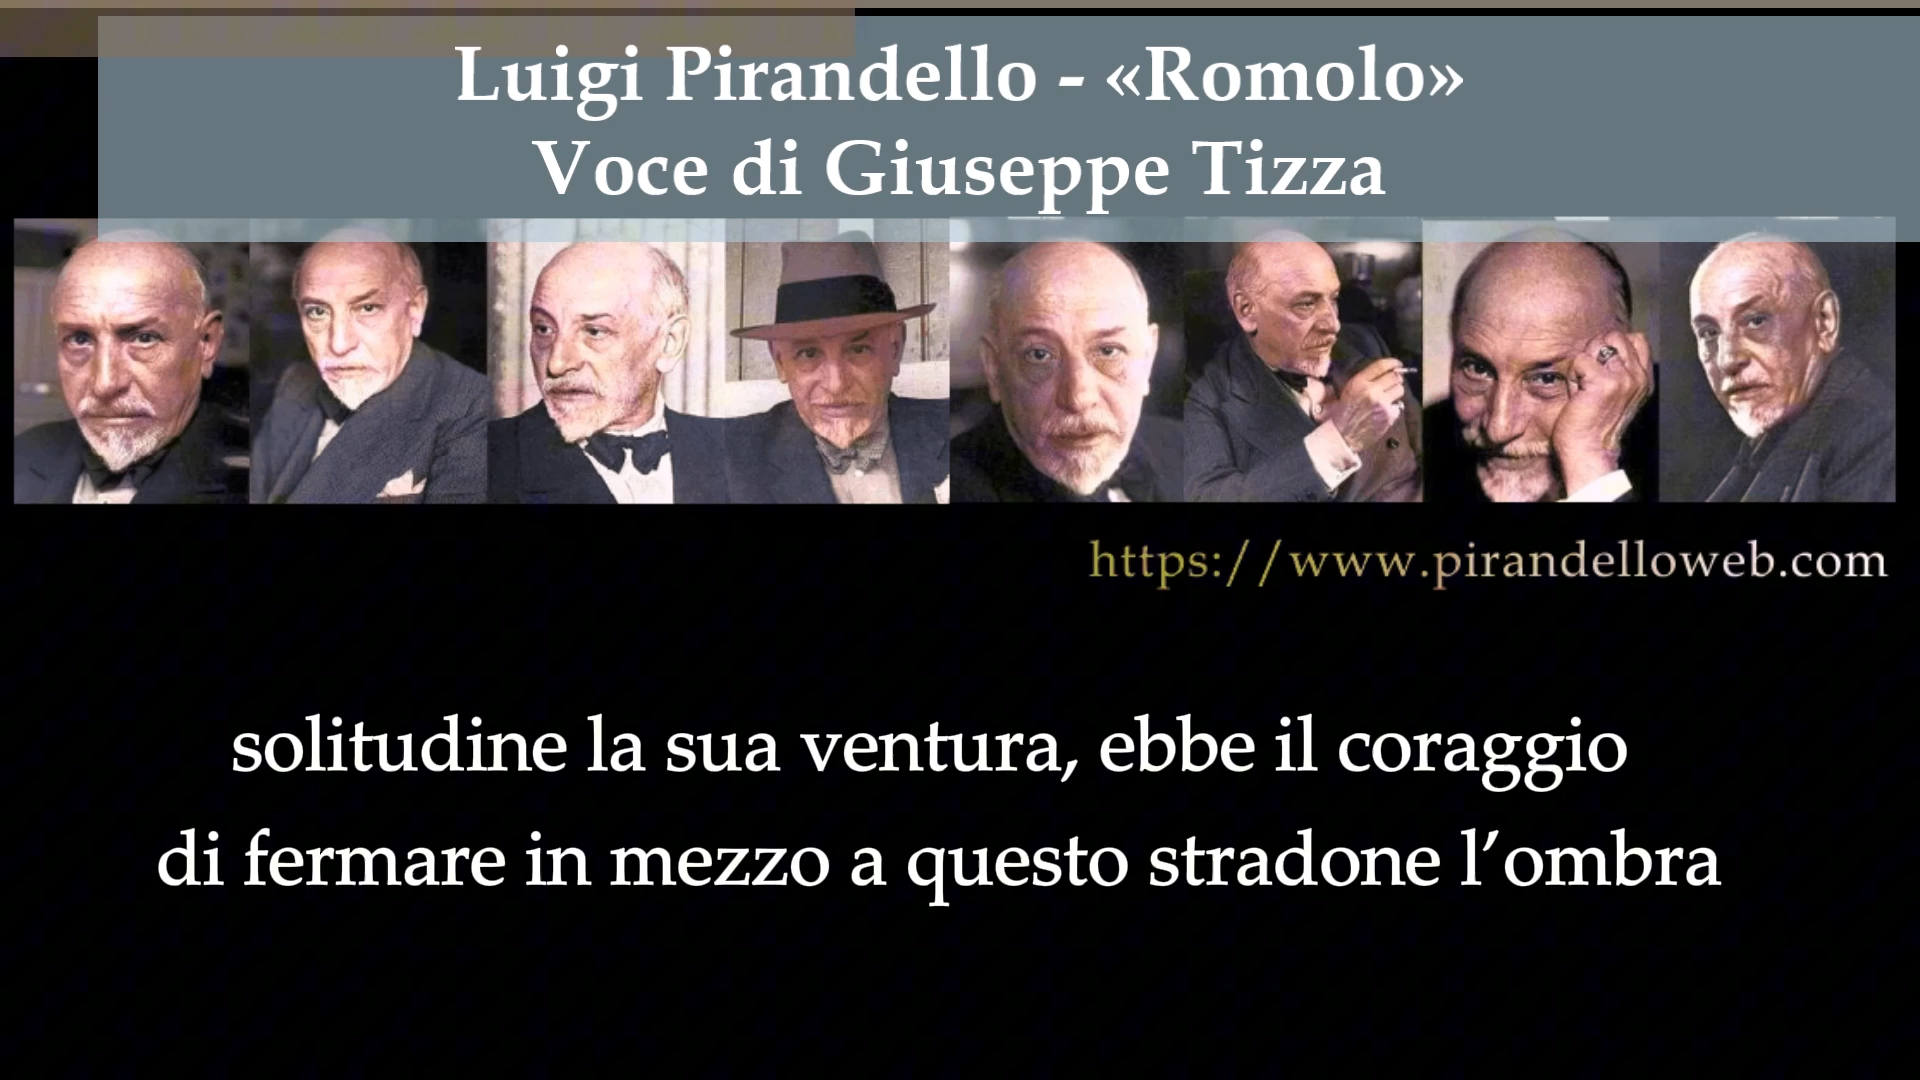 Luigi Pirandello - «Romolo»
Voce di Giuseppe Tizza
https://www.pirandelloweb.com
solitudine la sua ventura, ebbe il coraggio
di fermare in mezzo a questo stradone l’ombra